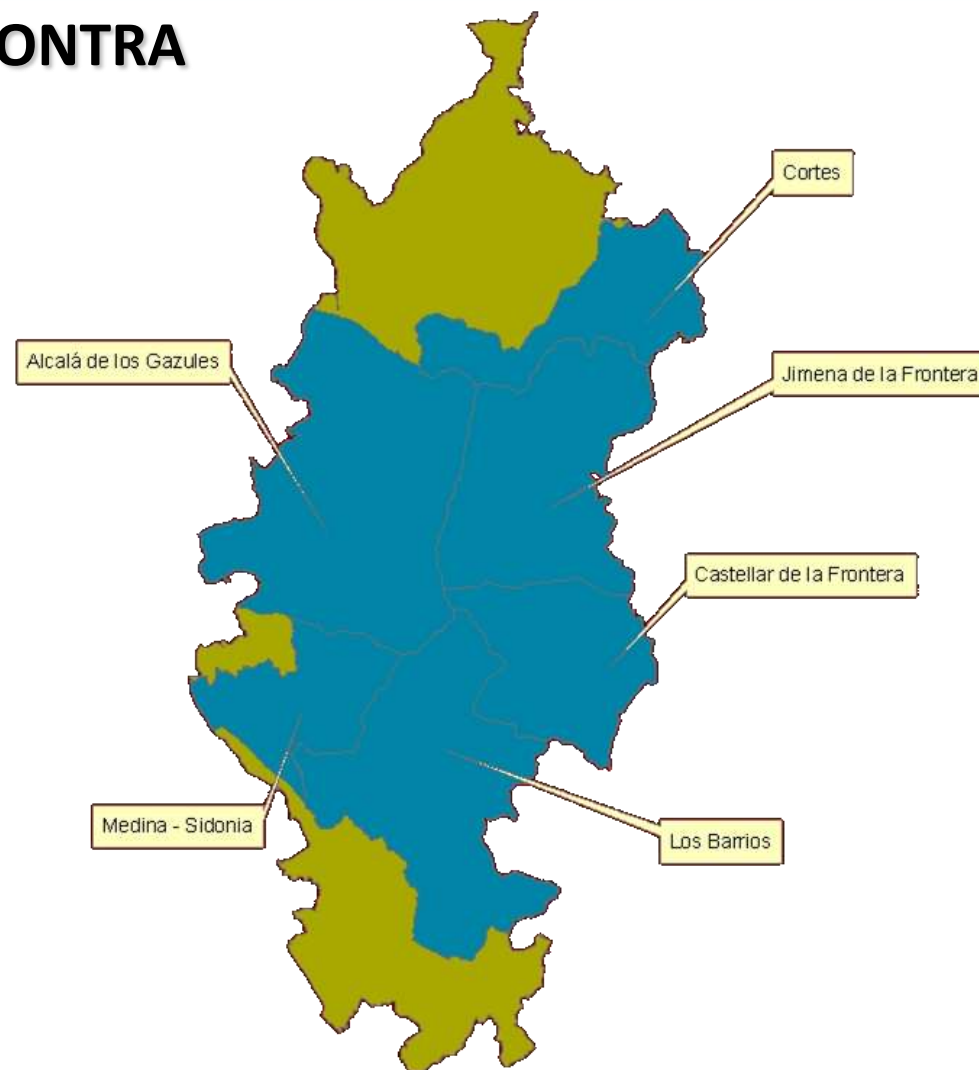 ONTRA
Cortes
Alcalá de los Gazules
Jimena de la Frontera
Castellar de la Frontera
Medina - Sidonia
Los Barrios